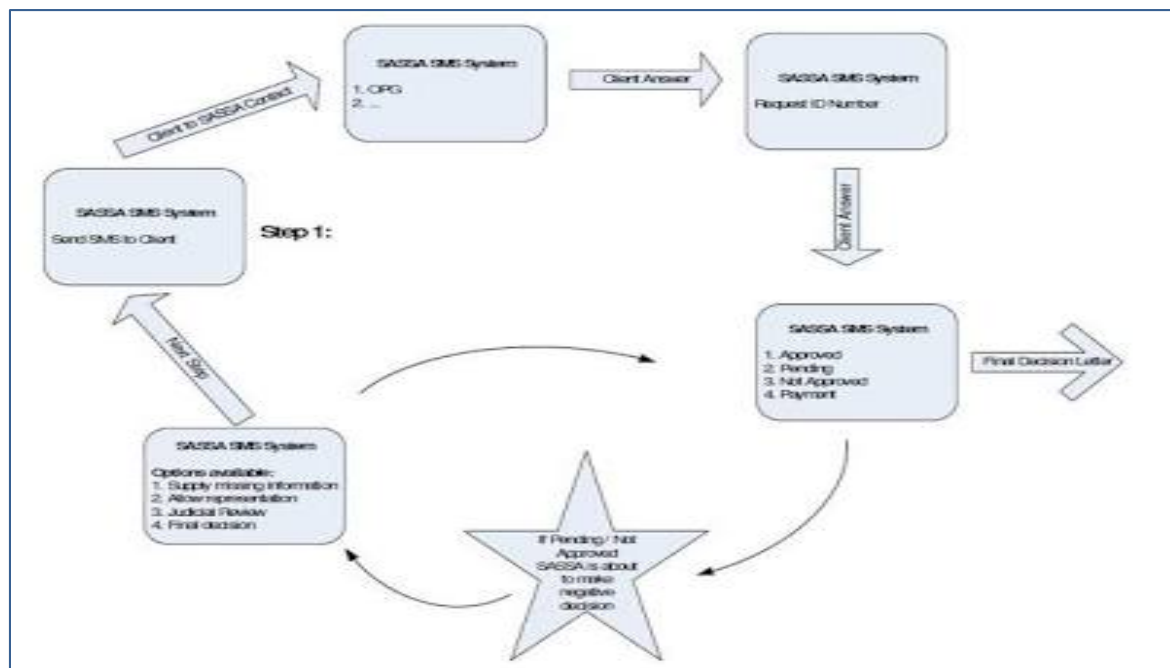 SASSA SMS System
Send SMS to Client
Step 1:
Client to SASSA Contact
SASSA SMS System
1. OPG
2. ...
Client Answer
SASSA SMS System
Request ID Number
Client Answer
SASSA SMS System
1. Approved
2. Pending
3. Not Approved
4. Payment
Final Decision Letter
If Pending / Not
Approved
SASSA is about
to make
negative
decision
SASSA SMS System
Options available:
1. Supply missing information
2. Allow representation
3. Judicial Review
4. Final decision
Next Step